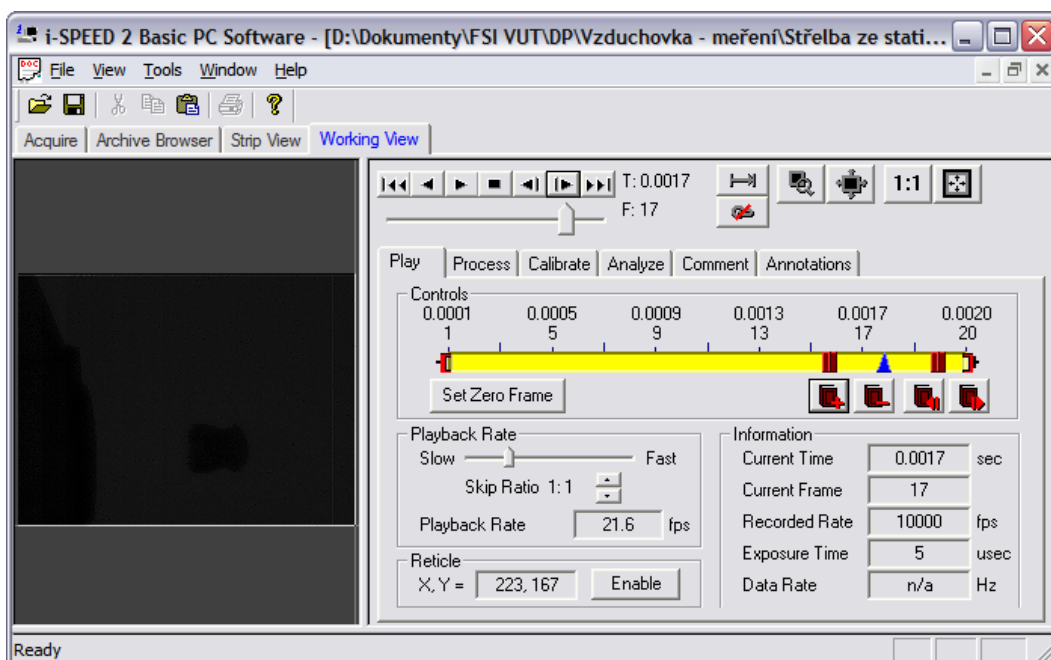 i-SPEED 2 Basic PC Software - [D:\Dokumenty\FSI VUT\DP\Vzduchovka - meření\Střelba ze stati...
File View Tools Window Help
Acquire Archive Browser Strip View Working View
T: 0.0017
F: 17
1:1
Play Process Calibrate Analyze Comment Annotations
Controls
0.0001 0.0005 0.0009 0.0013 0.0017 0.0020
1 5 9 13 17 20
Set Zero Frame
Playback Rate
Slow Fast
Skip Ratio 1:1
Playback Rate 21.6 fps
Reticle
X, Y = 223, 167 Enable
Information
Current Time 0.0017 sec
Current Frame 17
Recorded Rate 10000 fps
Exposure Time 5 usec
Data Rate n/a Hz
Ready